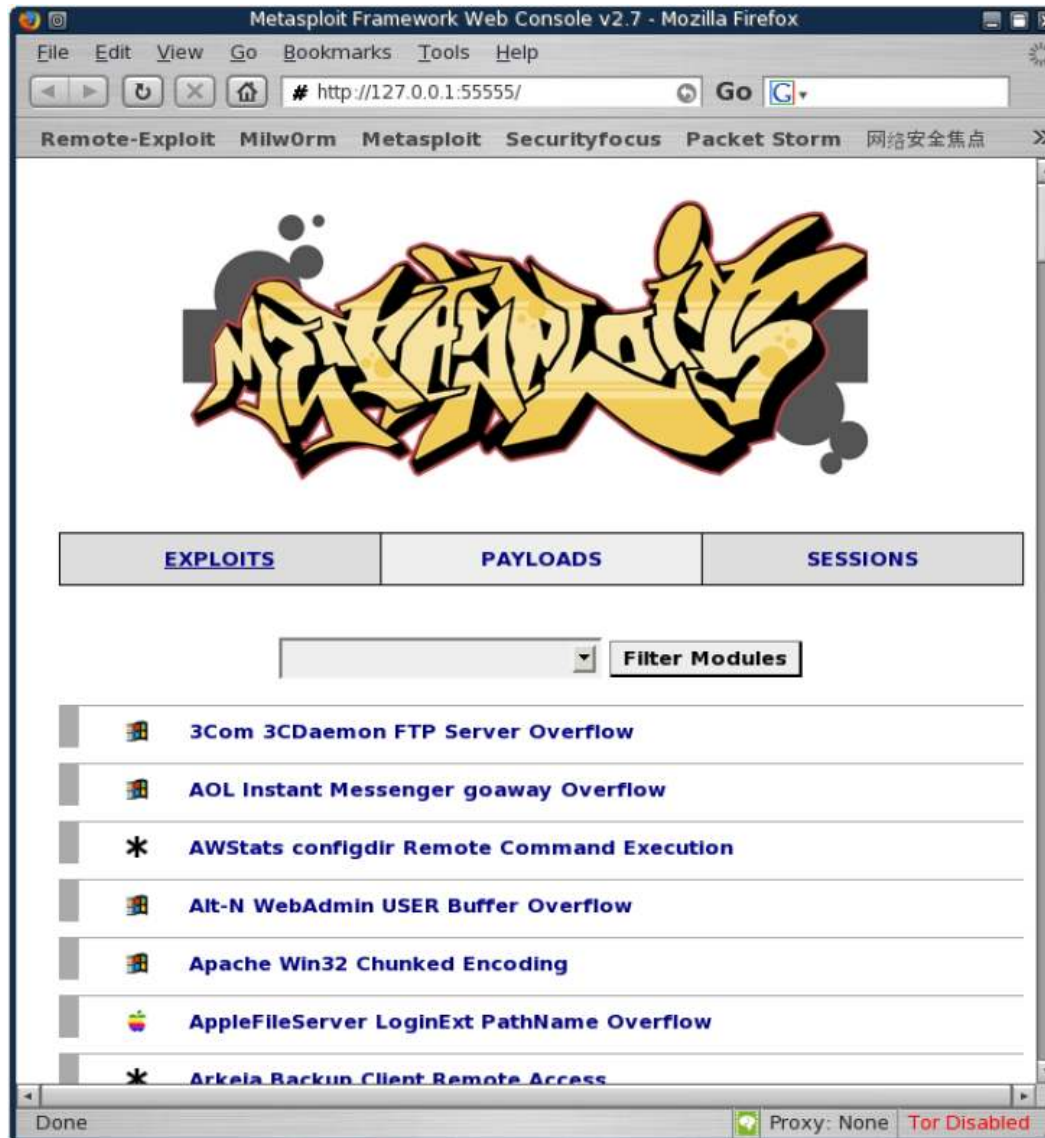 Metasploit Framework Web Console v2.7 - Mozilla Firefox
File Edit View Go Bookmarks Tools Help
# http://127.0.0.1:55555/ Go G
Remote-Exploit Milw0rm Metasploit Securityfocus Packet Storm 网络安全焦点 »
METASPLOIT
EXPLOITS PAYLOADS SESSIONS
Filter Modules
3Com 3CDaemon FTP Server Overflow
AOL Instant Messenger goaway Overflow
* AWStats configdir Remote Command Execution
Alt-N WebAdmin USER Buffer Overflow
Apache Win32 Chunked Encoding
AppleFileServer LoginExt PathName Overflow
* Arkeia Backup Client Remote Access
Done Proxy: None Tor Disabled